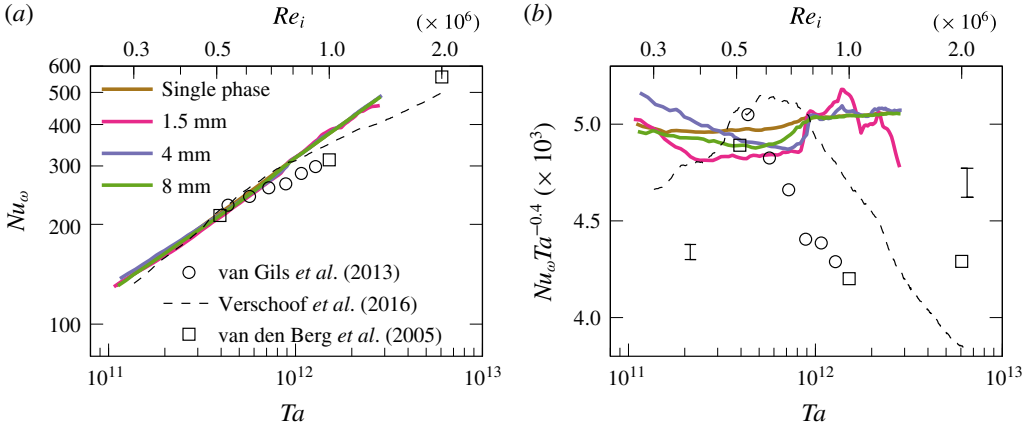 (a)
Re_i
(× 10^6)
0.3 0.5 1.0 2.0
600
500
400
300
200
100
Nu_ω
Single phase
1.5 mm
4 mm
8 mm
van Gils et al. (2013)
Verschoof et al. (2016)
van den Berg et al. (2005)
10^11 10^12 10^13
Ta
(b)
Re_i
(× 10^6)
0.3 0.5 1.0 2.0
5.0
4.5
4.0
Nu_ωTa^−0.4 (× 10^3)
10^11 10^12 10^13
Ta